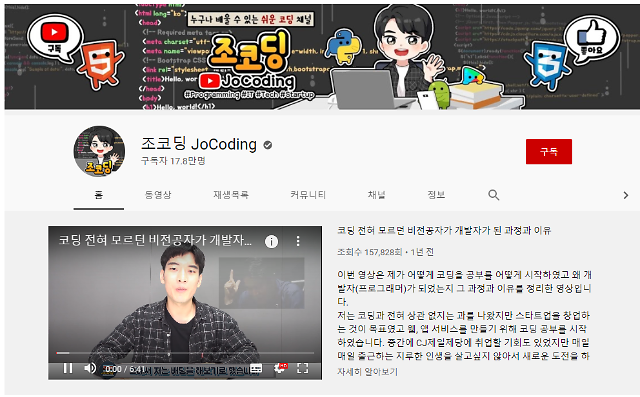 <!doctype html>
<html lang="ko">
<head>
누구나 배울 수 있는 쉬운 코딩 채널
<!-- Required meta
<meta charset="utf-
<meta name="viewpor
<!-- Bootstrap CSS
<link rel="stylesheet
<title>Hello, world!</title>
</head>
<body>
<h1>Hello, world!</h1>
구독
조코딩
JoCoding
#Programming #IT #Tech #Startup
좋아요
조코딩
조코딩 JoCoding
구독자 17.8만명
구독
홈 동영상 재생목록 커뮤니티 채널 정보
코딩 전혀 모르던 비전공자가 개발자가...
0:00 / 6:41
코딩 전혀 모르던 비전공자가 개발자가 된 과정과 이유
조회수 157,828회 • 1년 전
이번 영상은 제가 어떻게 코딩을 공부를 어떻게 시작하였고 왜 개
발자(프로그래머)가 되었는지 그 과정과 이유를 정리한 영상입니
다.
저는 코딩과 전혀 상관 없지는 과를 나왔지만 스타트업을 창업하
는 것이 목표였고 웹, 앱 서비스를 만들기 위해 코딩 공부를 시작
하였습니다. 중간에 CJ제일제당에 취업할 기회도 있었지만 매일
매일 출근하는 지루한 인생을 살고싶지 않아서 새로운 도전을 하
자세히 알아보기